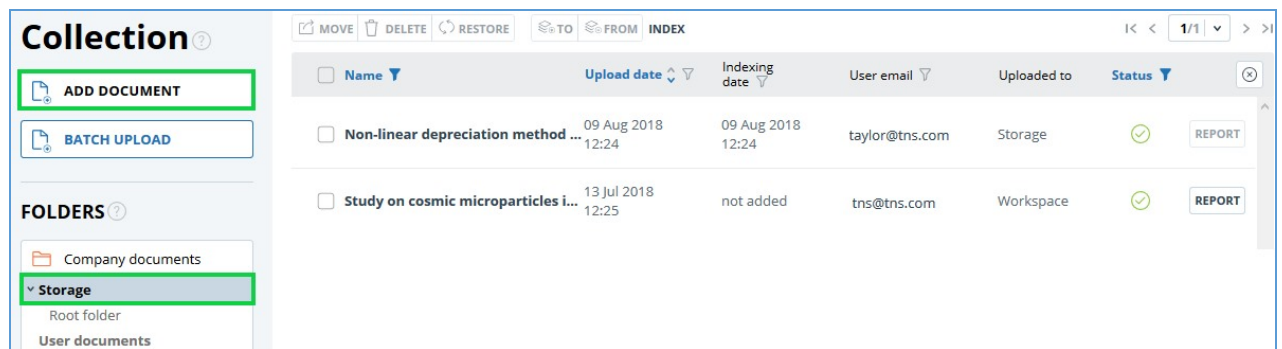 Collection
ADD DOCUMENT
BATCH UPLOAD
FOLDERS
Company documents
Storage
Root folder
User documents
MOVE DELETE RESTORE TO FROM INDEX 1/1
Name Upload date Indexing date User email Uploaded to Status
Non-linear depreciation method ... 09 Aug 2018 12:24 09 Aug 2018 12:24 taylor@tns.com Storage REPORT
Study on cosmic microparticles i... 13 Jul 2018 12:25 not added tns@tns.com Workspace REPORT